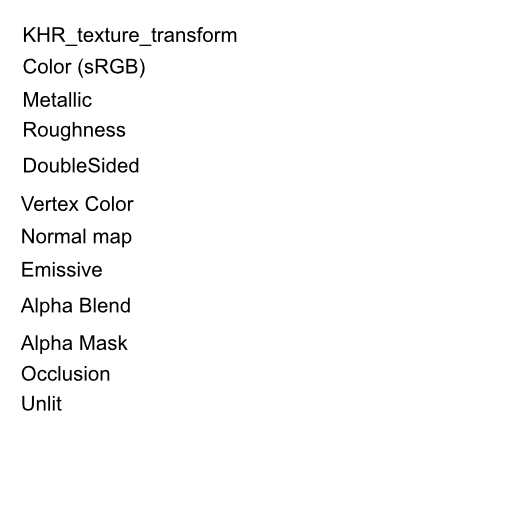 KHR_texture_transform
Color (sRGB)
Metallic
Roughness
DoubleSided
Vertex Color
Normal map
Emissive
Alpha Blend
Alpha Mask
Occlusion
Unlit